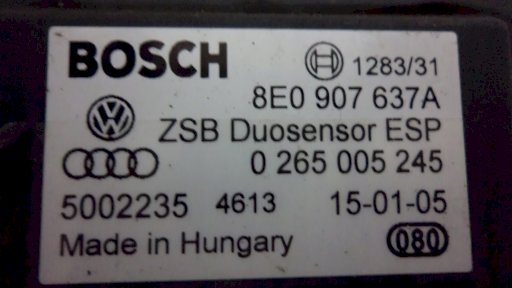 BOSCH 1283/31
8E0 907 637A
ZSB Duosensor ESP
0 265 005 245
5002235 4613 15-01-05
Made in Hungary 080